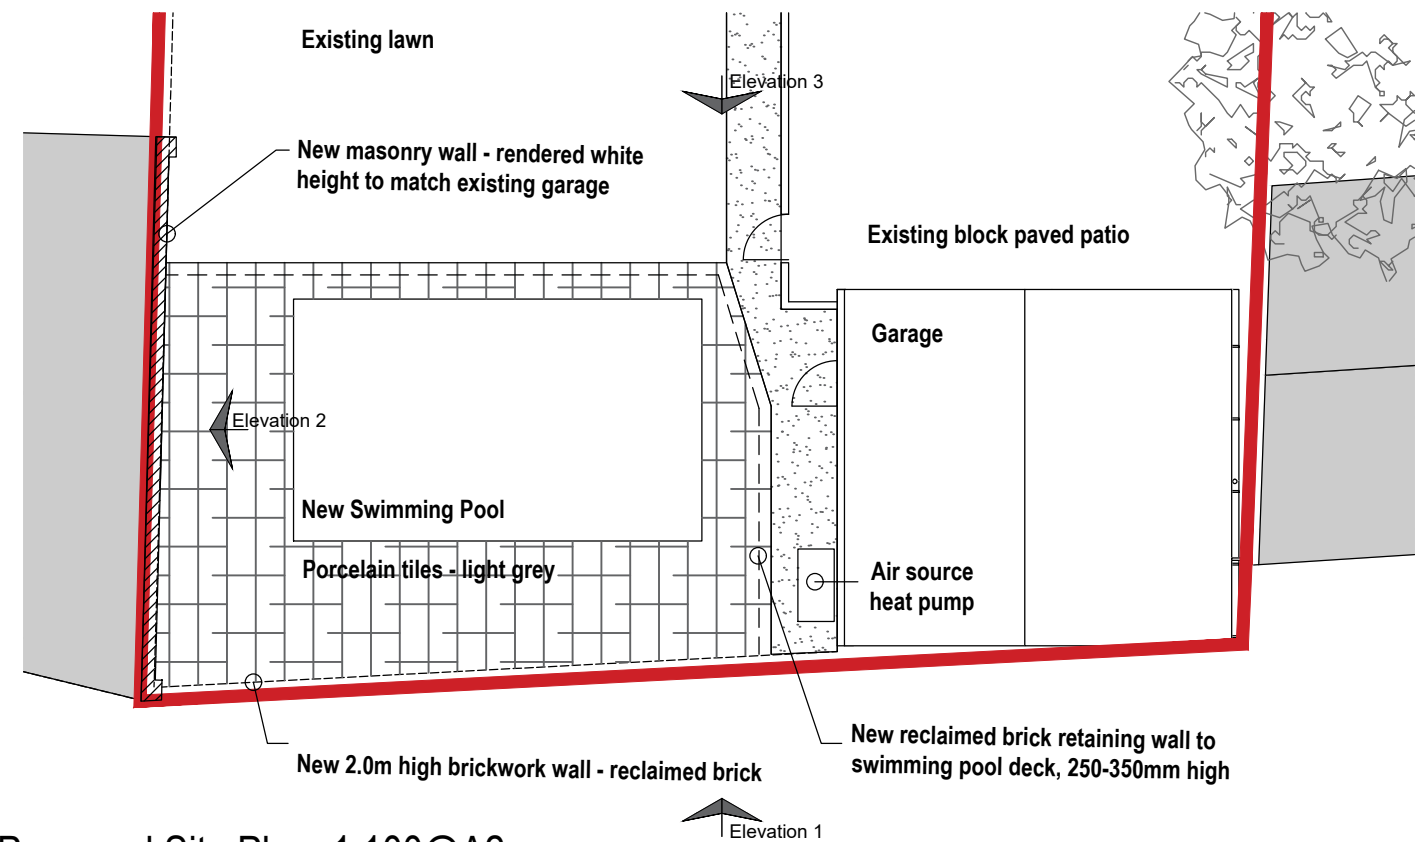 Existing lawn
Elevation 3
New masonry wall - rendered white
height to match existing garage
Existing block paved patio
Garage
Elevation 2
New Swimming Pool
Porcelain tiles - light grey
Air source
heat pump
New reclaimed brick retaining wall to
swimming pool deck, 250-350mm high
New 2.0m high brickwork wall - reclaimed brick
Elevation 1